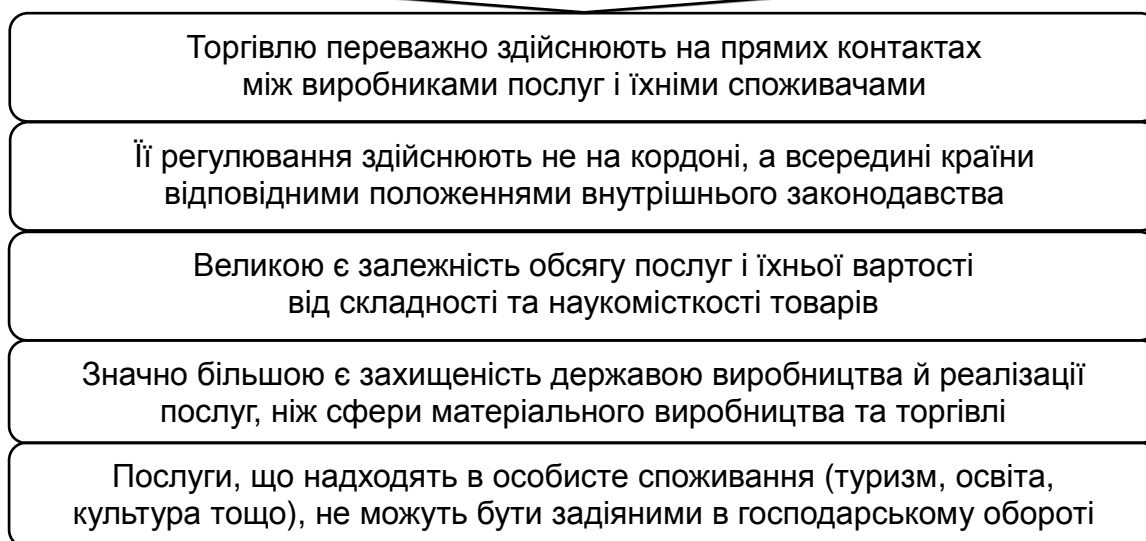 Торгівлю переважно здійснюють на прямих контактах
між виробниками послуг і їхніми споживачами
Її регулювання здійснюють не на кордоні, а всередині країни
відповідними положеннями внутрішнього законодавства
Великою є залежність обсягу послуг і їхньої вартості
від складності та наукомісткості товарів
Значно більшою є захищеність державою виробництва й реалізації
послуг, ніж сфери матеріального виробництва та торгівлі
Послуги, що надходять в особисте споживання (туризм, освіта,
культура тощо), не можуть бути задіяними в господарському обороті